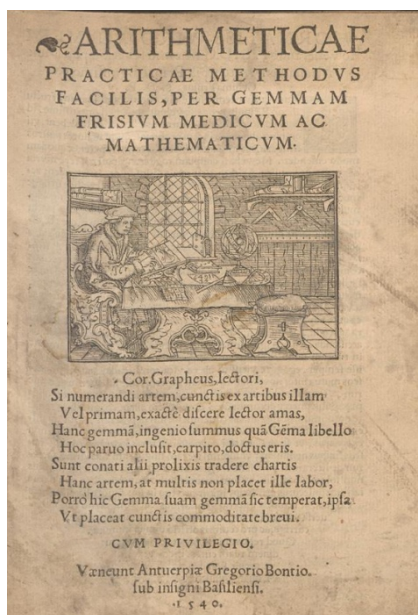 ARITHMETICAE
PRACTICAE METHODVS
FACILIS, PER GEMMAM
FRISIVM MEDICVM AC
MATHEMATICVM.
Cor. Grapheus, lectori,
Si numerandi artem, cunctis ex artibus illam
Vel primam, exactè discere lector amas,
Hanc gemmā, ingenio summus quā Gēma libello
Hoc paruo inclusit, carpito, doctus eris.
Sunt conati alij prolixis tradere chartis
Hanc artem, at multis non placet ille labor,
Porrò hic Gemma suam gemmā sic temperat, ipsa
Vt placeat cunctis commoditate breui.
CVM PRIVILEGIO.
Væneunt Antuerpiæ Gregorio Bontio.
sub insigni Basiliensi.
·1540.